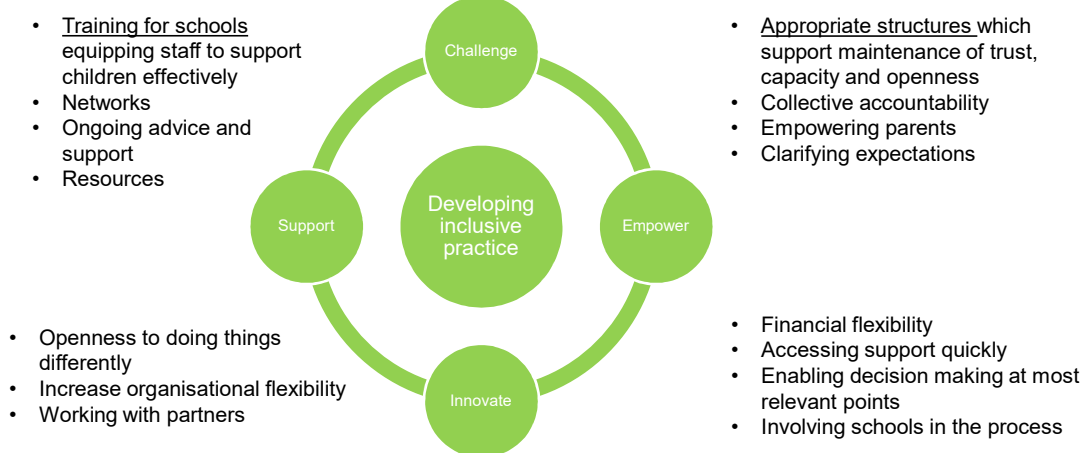 • Training for schools
equipping staff to support
children effectively
• Networks
• Ongoing advice and
support
• Resources
Challenge
• Appropriate structures which
support maintenance of trust,
capacity and openness
• Collective accountability
• Empowering parents
• Clarifying expectations
Support
Developing
inclusive
practice
Empower
• Openness to doing things
differently
• Increase organisational flexibility
• Working with partners
Innovate
• Financial flexibility
• Accessing support quickly
• Enabling decision making at most
relevant points
• Involving schools in the process